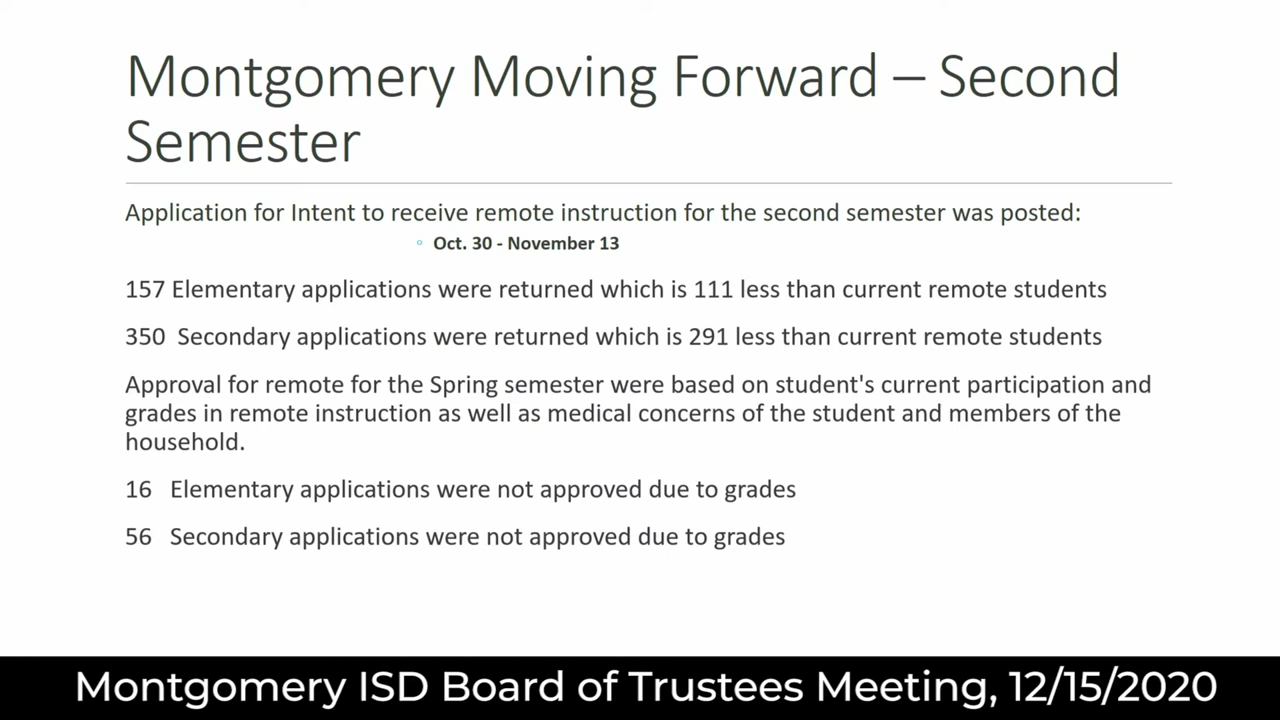 Montgomery Moving Forward – Second
Semester
Application for Intent to receive remote instruction for the second semester was posted:
◦ Oct. 30 - November 13
157 Elementary applications were returned which is 111 less than current remote students
350  Secondary applications were returned which is 291 less than current remote students
Approval for remote for the Spring semester were based on student's current participation and
grades in remote instruction as well as medical concerns of the student and members of the
household.
16   Elementary applications were not approved due to grades
56   Secondary applications were not approved due to grades
Montgomery ISD Board of Trustees Meeting, 12/15/2020